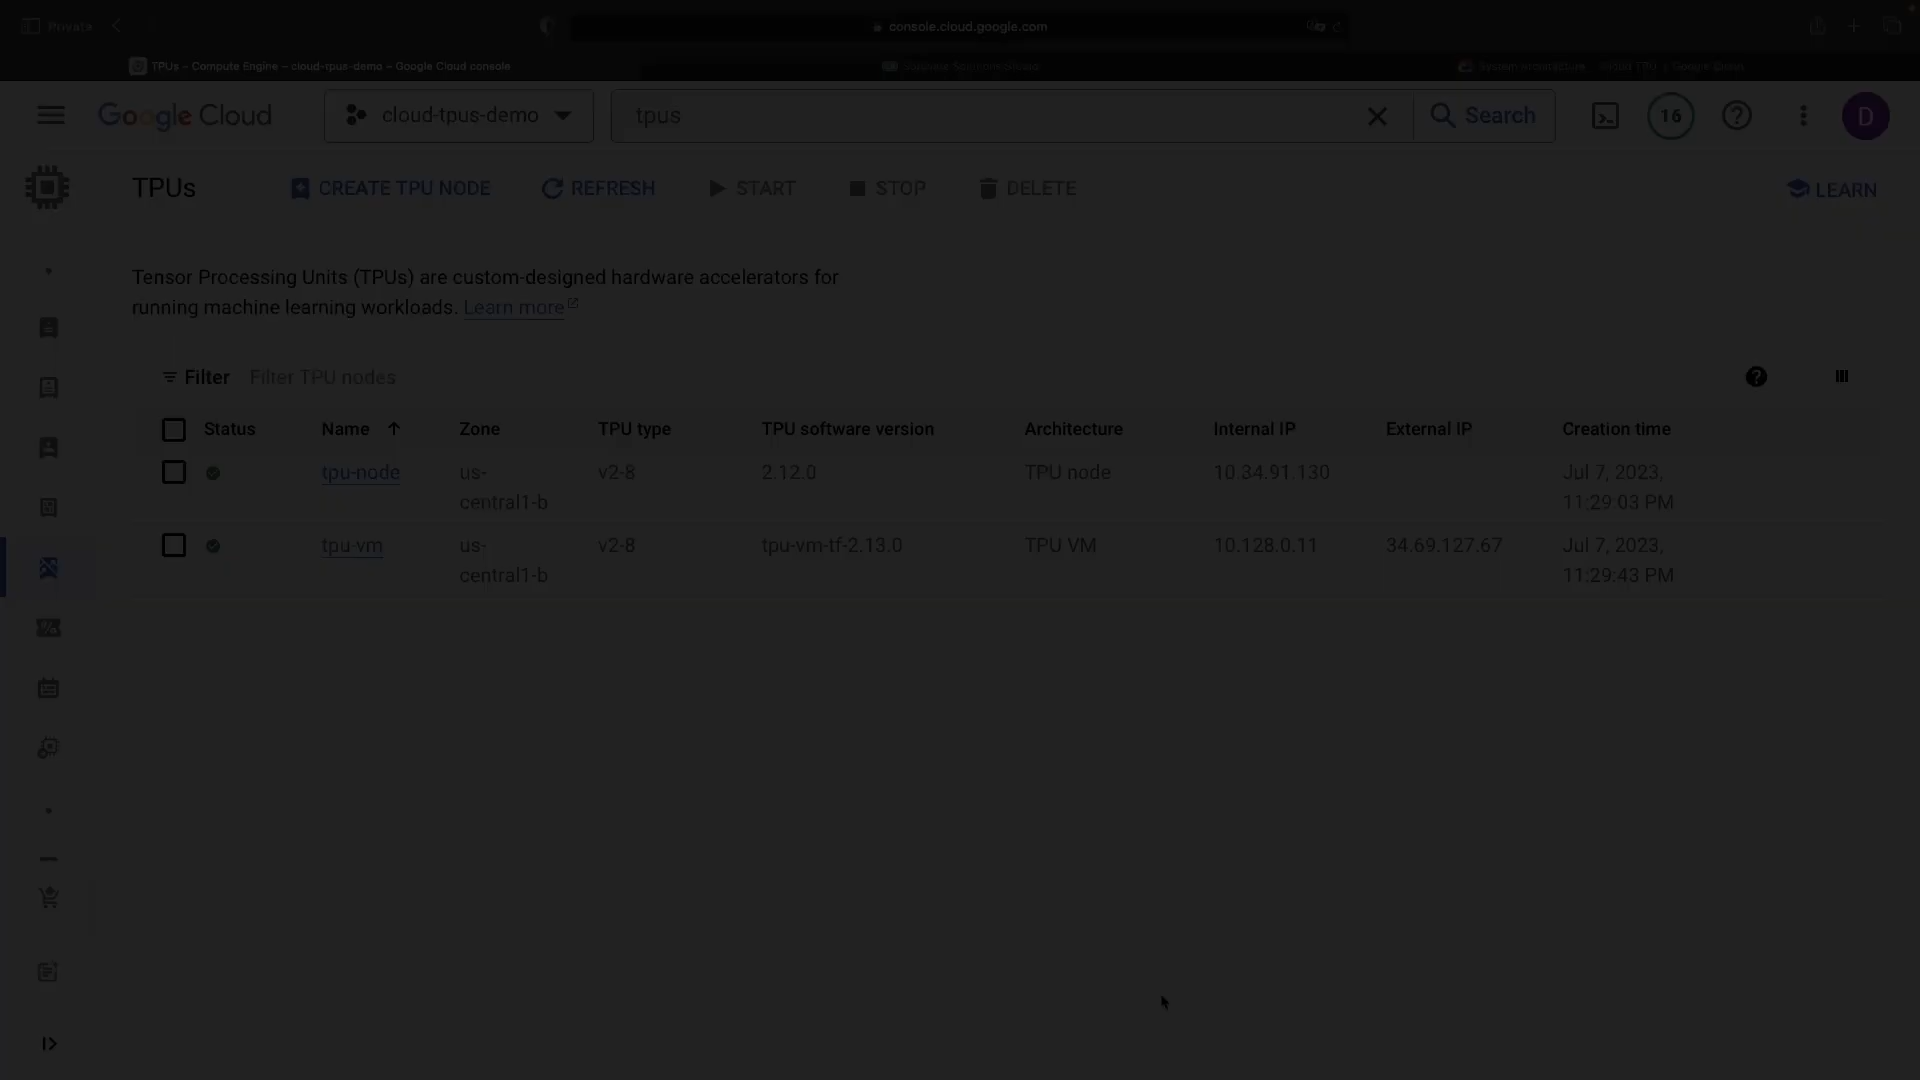 Private
console.cloud.google.com
TPUs – Compute Engine – cloud-tpus-demo – Google Cloud console
Google Cloud
cloud-tpus-demo
tpus
Search
16
D
TPUs
CREATE TPU NODE
REFRESH
START
STOP
DELETE
LEARN
Tensor Processing Units (TPUs) are custom-designed hardware accelerators for
running machine learning workloads. Learn more
Filter Filter TPU nodes
Status Name Zone TPU type TPU software version Architecture Internal IP External IP Creation time
tpu-node us- v2-8 2.12.0 TPU node 10.34.91.130 Jul 7, 2023,
central1-b 11:29:03 PM
tpu-vm us- v2-8 tpu-vm-tf-2.13.0 TPU VM 10.128.0.11 34.69.127.67 Jul 7, 2023,
central1-b 11:29:43 PM